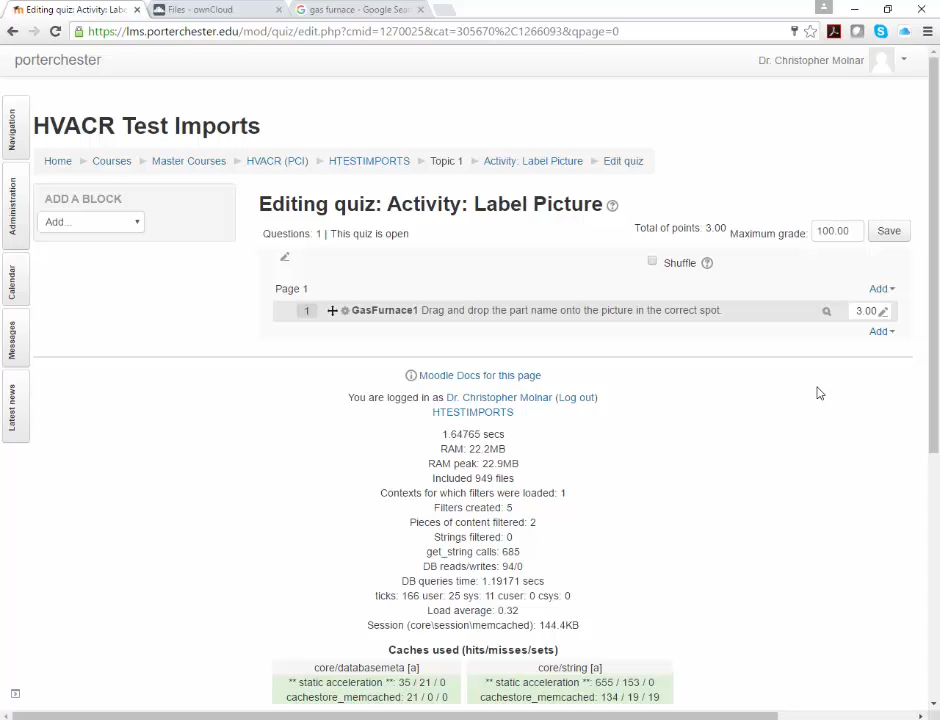 Editing quiz: Activity: Labe
Files - ownCloud
gas furnace - Google Sea
https://lms.porterchester.edu/mod/quiz/edit.php?cmid=1270025&cat=305670%2C1266093&qpage=0
porterchester
Dr. Christopher Molnar
Navigation
Administration
Calendar
Messages
Latest news
HVACR Test Imports
Home ▶ Courses ▶ Master Courses ▶ HVACR (PCI) ▶ HTESTIMPORTS ▶ Topic 1 ▶ Activity: Label Picture ▶ Edit quiz
ADD A BLOCK
Add...
Editing quiz: Activity: Label Picture
Questions: 1 | This quiz is open
Total of points: 3.00 Maximum grade: 100.00 Save
Shuffle
Page 1
Add
1 GasFurnace1 Drag and drop the part name onto the picture in the correct spot. 3.00
Add
Moodle Docs for this page
You are logged in as Dr. Christopher Molnar (Log out)
HTESTIMPORTS
1.64765 secs
RAM: 22.2MB
RAM peak: 22.9MB
Included 949 files
Contexts for which filters were loaded: 1
Filters created: 5
Pieces of content filtered: 2
Strings filtered: 0
get_string calls: 685
DB reads/writes: 94/0
DB queries time: 1.19171 secs
ticks: 166 user: 25 sys: 11 cuser: 0 csys: 0
Load average: 0.32
Session (core\session\memcached): 144.4KB
Caches used (hits/misses/sets)
core/databasemeta [a]
** static acceleration **: 35 / 21 / 0
cachestore_memcached: 21 / 0 / 0
core/string [a]
** static acceleration **: 655 / 153 / 0
cachestore_memcached: 134 / 19 / 19